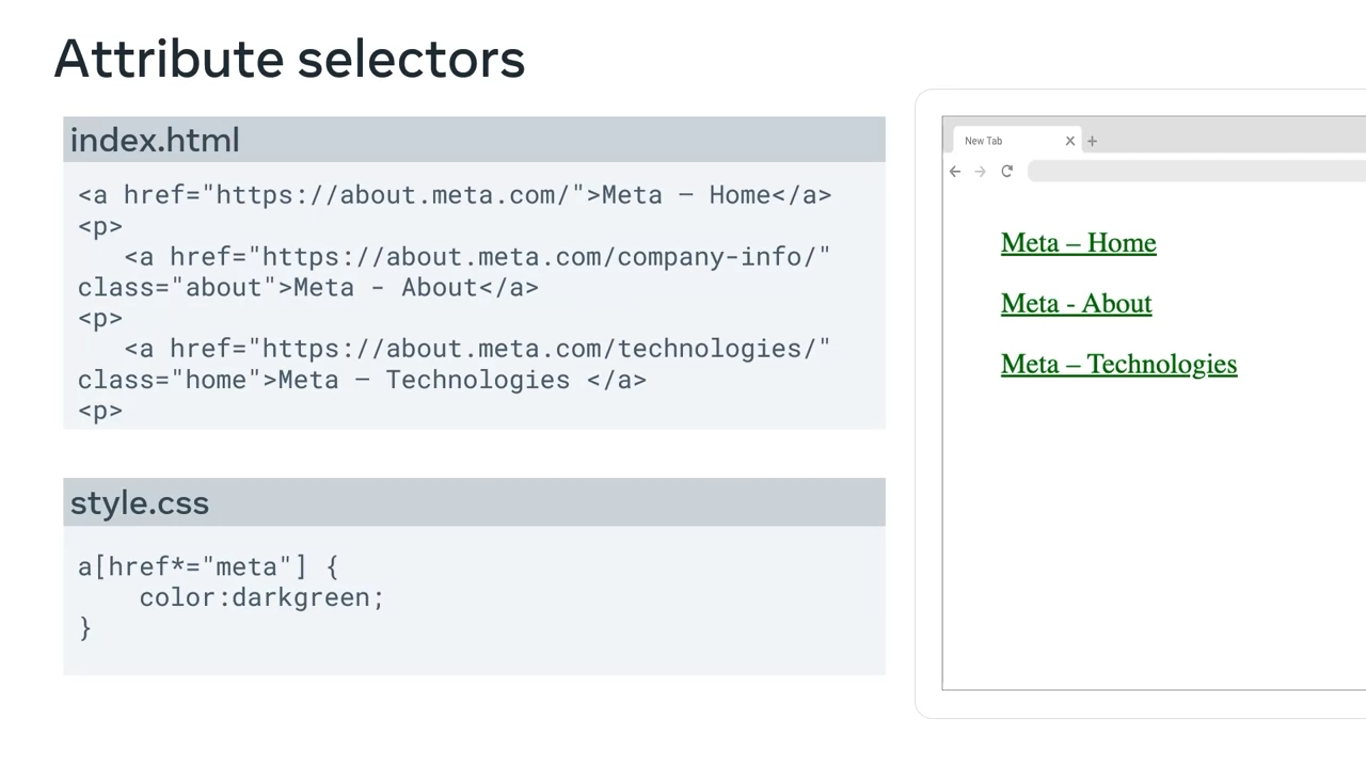 Attribute selectors
index.html
<a href="https://about.meta.com/">Meta – Home</a>
<p>
   <a href="https://about.meta.com/company-info/"
class="about">Meta - About</a>
<p>
   <a href="https://about.meta.com/technologies/"
class="home">Meta – Technologies </a>
<p>
style.css
a[href*="meta"] {
    color:darkgreen;
}
New Tab
Meta – Home
Meta - About
Meta – Technologies